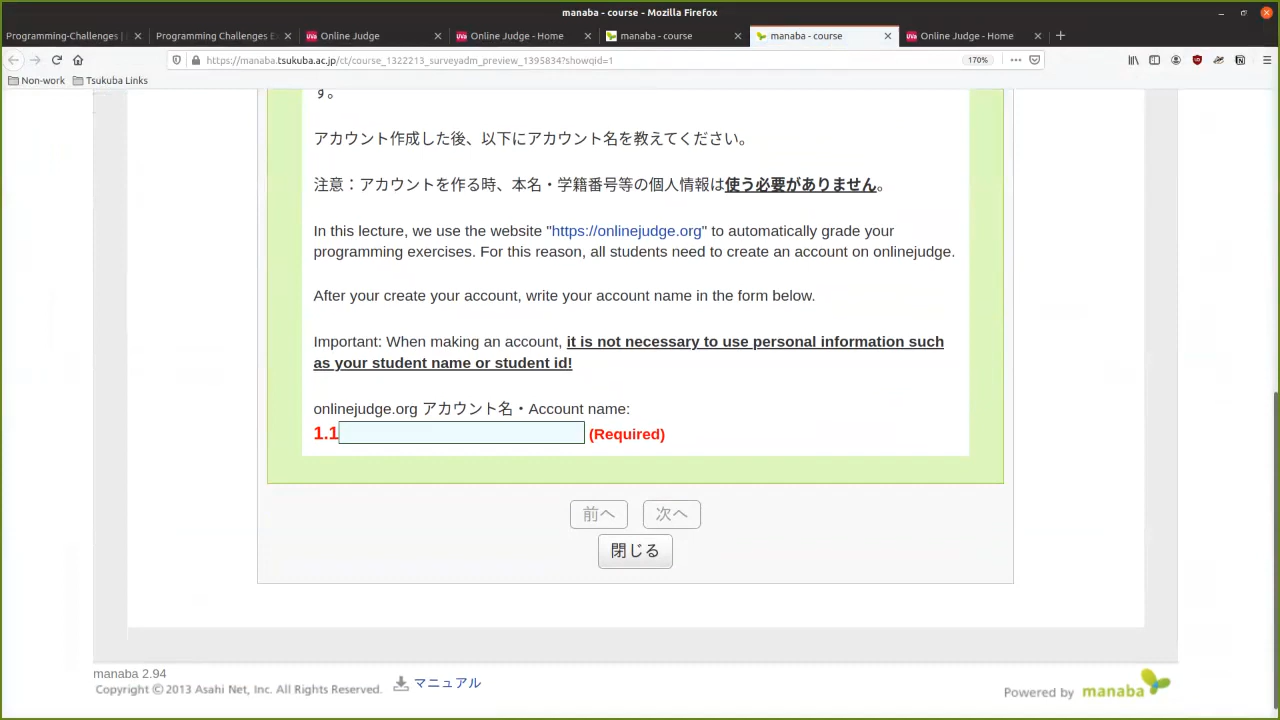 manaba - course - Mozilla Firefox
Programming-Challenges |
Programming Challenges E
UVa Online Judge
UVa Online Judge - Home
manaba - course
manaba - course
UVa Online Judge - Home
https://manaba.tsukuba.ac.jp/ct/course_1322213_surveyadm_preview_1395834?showqid=1
170%
Non-work
Tsukuba Links
す。
アカウント作成した後、以下にアカウント名を教えてください。
注意：アカウントを作る時、本名・学籍番号等の個人情報は使う必要がありません。
In this lecture, we use the website "https://onlinejudge.org" to automatically grade your
programming exercises. For this reason, all students need to create an account on onlinejudge.
After your create your account, write your account name in the form below.
Important: When making an account, it is not necessary to use personal information such
as your student name or student id!
onlinejudge.org アカウント名・Account name:
1.1 (Required)
前へ 次へ
閉じる
manaba 2.94
Copyright © 2013 Asahi Net, Inc. All Rights Reserved.
マニュアル
Powered by manaba